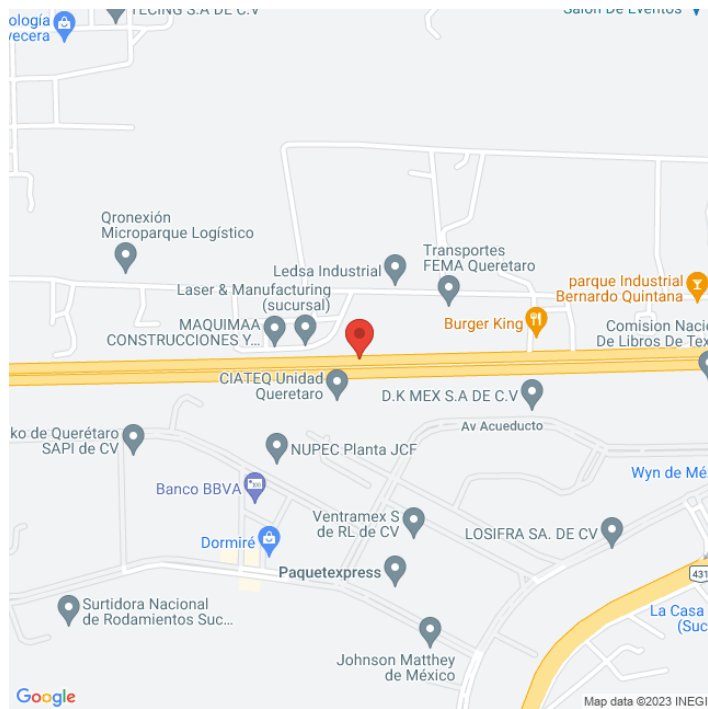 TECING S.A DE C.V
Salón De Eventos
ología
vecera
Qronexión
Microparque Logístico
Ledsa Industrial
Transportes
FEMA Queretaro
Laser & Manufacturing
(sucursal)
parque Industrial
Bernardo Quintana
MAQUIMAA
CONSTRUCCIONES Y...
Burger King
Comision Nacio
De Libros De Tex
CIATEQ Unidad
Queretaro
D.K MEX S.A DE C.V
Av Acueducto
ko de Querétaro
SAPI de CV
NUPEC Planta JCF
Wyn de Mé
Banco BBVA
Ventramex S
de RL de CV
LOSIFRA SA. DE CV
Dormiré
Paquetexpress
431
Surtidora Nacional
de Rodamientos Suc...
La Casa
(Suc
Johnson Matthey
de México
Google
Map data ©2023 INEGI